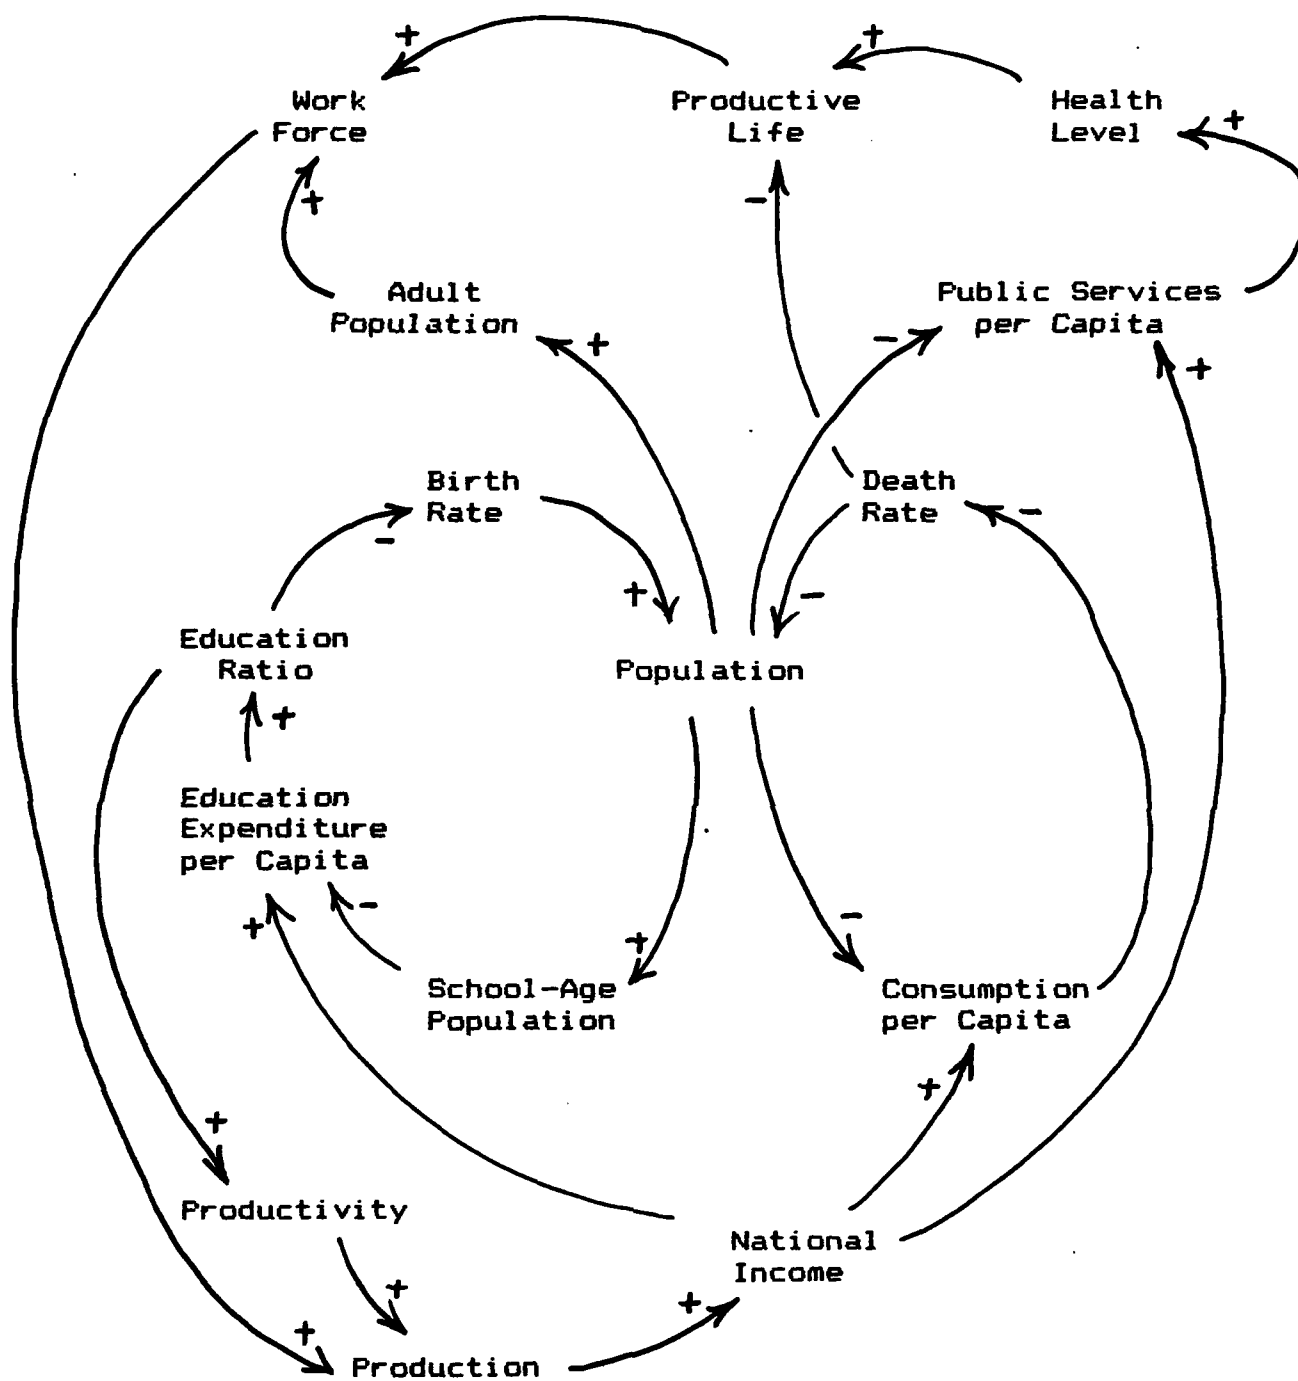 +
+
Work
Force
Productive
Life
Health
Level
+
+
-
Adult
Population
Public Services
per Capita
+
-
+
Birth
Rate
Death
Rate
-
-
+
-
Education
Ratio
Population
+
Education
Expenditure
per Capita
+
-
+
-
School-Age
Population
Consumption
per Capita
+
+
Productivity
National
Income
+
+
+
Production